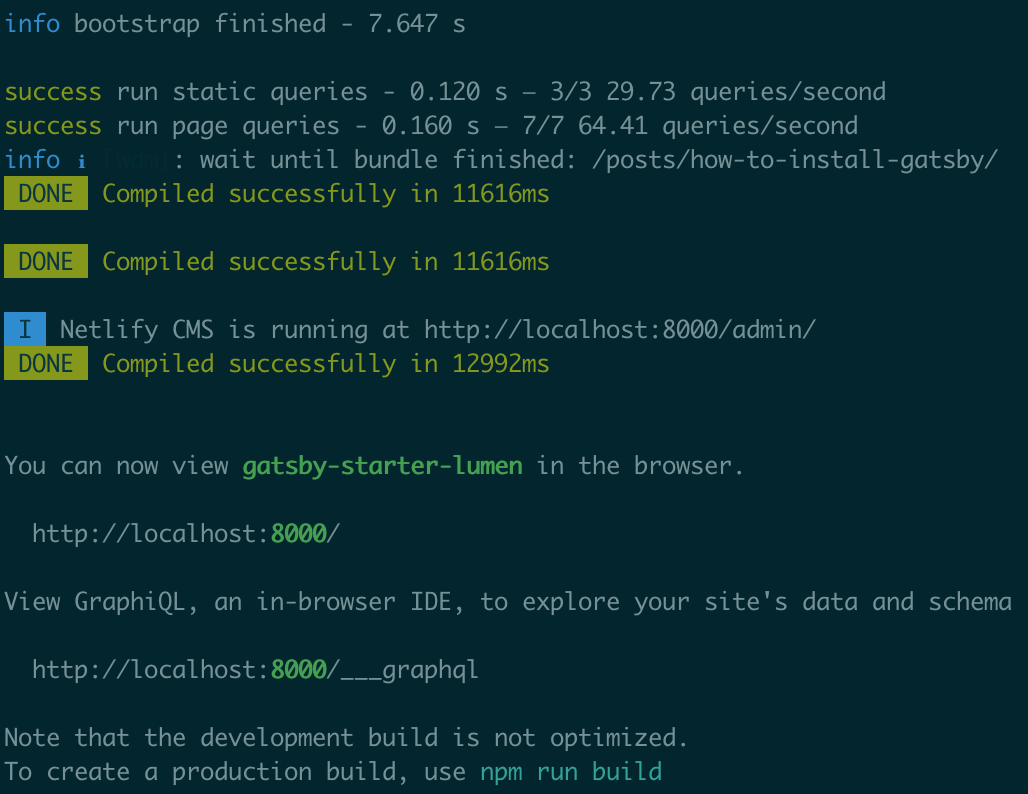 info bootstrap finished - 7.647 s
success run static queries - 0.120 s — 3/3 29.73 queries/second
success run page queries - 0.160 s — 7/7 64.41 queries/second
info ℹ ｢wdm｣: wait until bundle finished: /posts/how-to-install-gatsby/
DONE Compiled successfully in 11616ms
DONE Compiled successfully in 11616ms
I Netlify CMS is running at http://localhost:8000/admin/
DONE Compiled successfully in 12992ms
You can now view gatsby-starter-lumen in the browser.
http://localhost:8000/
View GraphiQL, an in-browser IDE, to explore your site's data and schema
http://localhost:8000/___graphql
Note that the development build is not optimized.
To create a production build, use npm run build